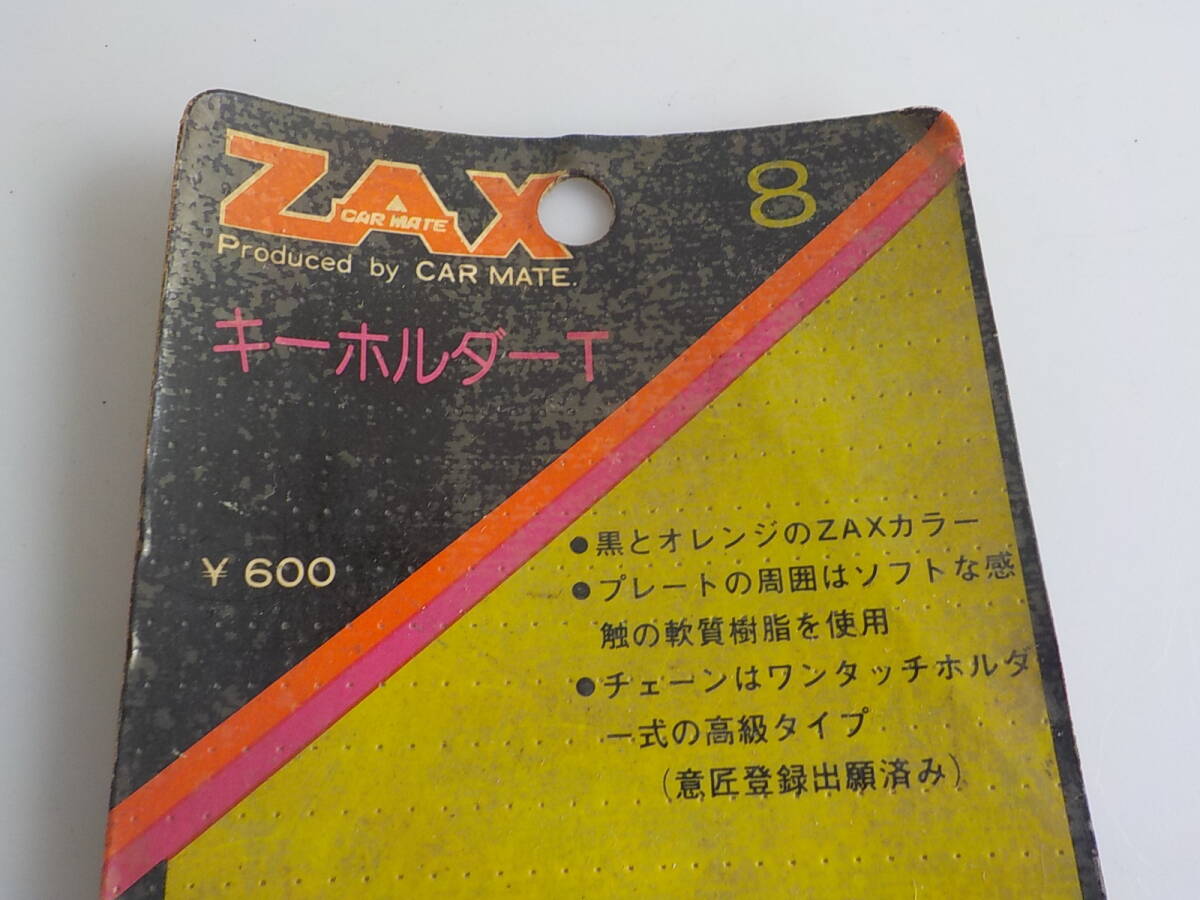 ZAX
CAR MATE
8
Produced by CAR MATE.
キーホルダーT
¥600
●黒とオレンジのZAXカラー
●プレートの周囲はソフトな感
触の軟質樹脂を使用
●チェーンはワンタッチホルダ
ー式の高級タイプ
(意匠登録出願済み)